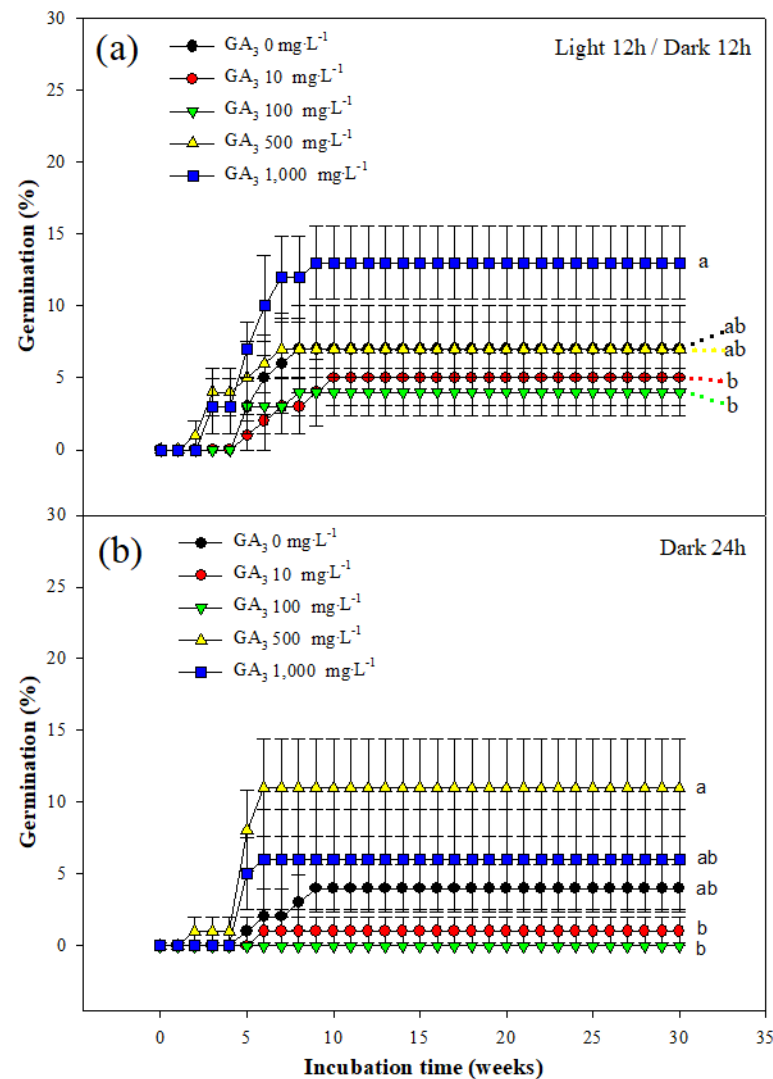 30
(a)
GA₃ 0 mg·L⁻¹
Light 12h / Dark 12h
GA₃ 10 mg·L⁻¹
25
GA₃ 100 mg·L⁻¹
GA₃ 500 mg·L⁻¹
20
GA₃ 1,000 mg·L⁻¹
Germination (%)
15
a
10
ab
ab
5
b
b
0
30
(b)
GA₃ 0 mg·L⁻¹
Dark 24h
GA₃ 10 mg·L⁻¹
25
GA₃ 100 mg·L⁻¹
GA₃ 500 mg·L⁻¹
20
GA₃ 1,000 mg·L⁻¹
Germination (%)
15
a
10
ab
5
ab
b
0
b
0 5 10 15 20 25 30 35
Incubation time (weeks)